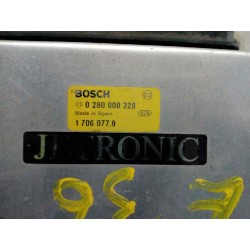 BOSCH
0 280 000 328
Made in Spain
1 706 077.9
JETRONIC